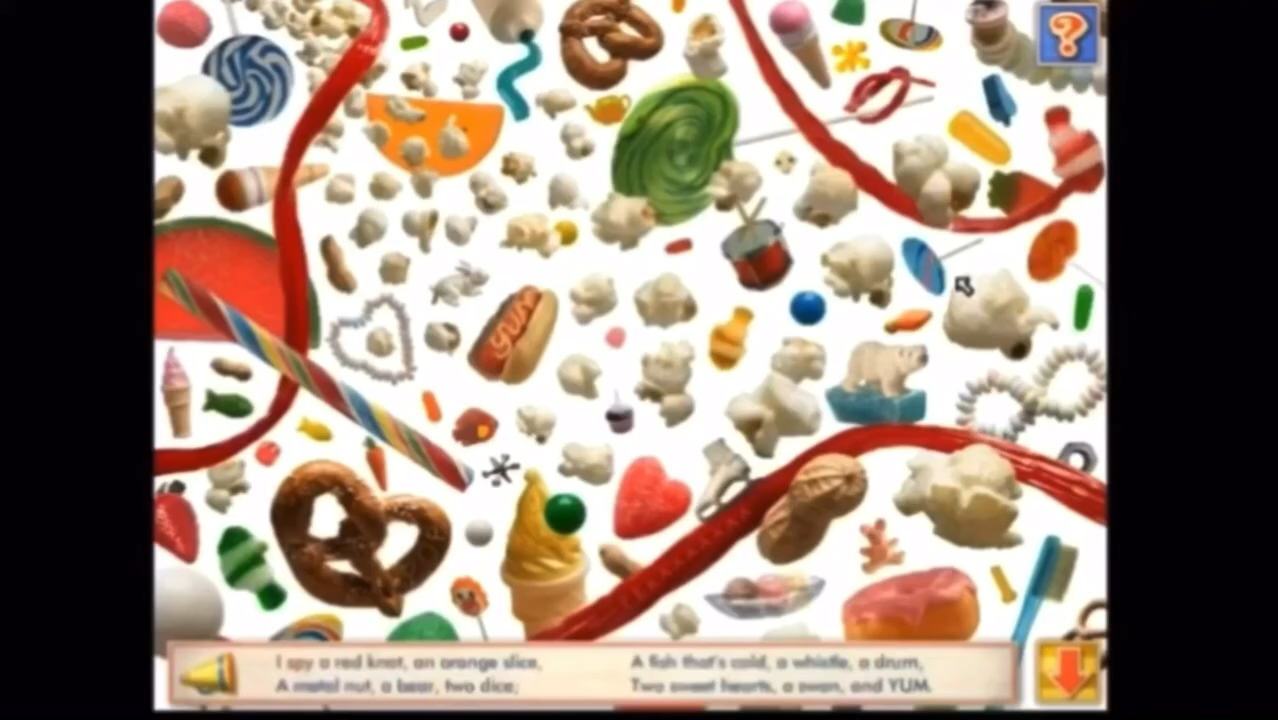 ?
yum
I spy a red knot, an orange slice,
A metal nut, a bear, two dice;
A fish that's cold, a whistle, a drum,
Two sweet hearts, a swan, and YUM.